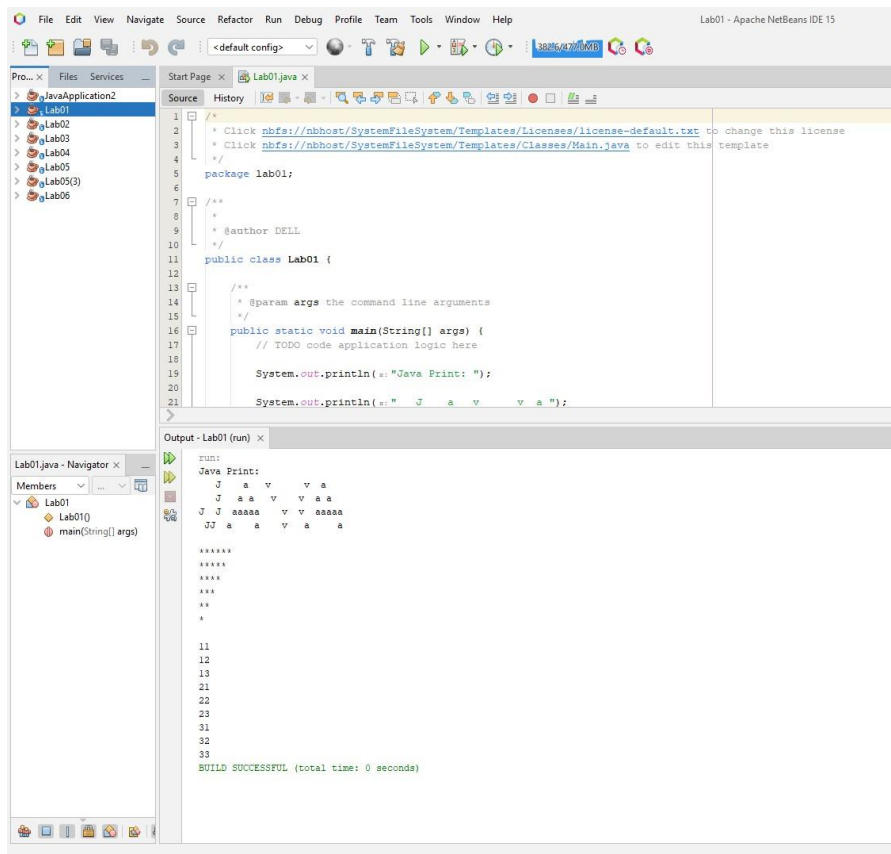 File Edit View Navigate Source Refactor Run Debug Profile Team Tools Window Help
Lab01 - Apache NetBeans IDE 15
<default config>
382.6/477.0MB
Pro... × Files Services
JavaApplication2
Lab01
Lab02
Lab03
Lab04
Lab05
Lab05(3)
Lab06
Start Page × Lab01.java ×
Source History
1 /*
2 * Click nbfs://nbhost/SystemFileSystem/Templates/Licenses/license-default.txt to change this license
3 * Click nbfs://nbhost/SystemFileSystem/Templates/Classes/Main.java to edit this template
4 */
5 package lab01;
6
7 /**
8 *
9 * @author DELL
10 */
11 public class Lab01 {
12
13 /**
14 * @param args the command line arguments
15 */
16 public static void main(String[] args) {
17 // TODO code application logic here
18
19 System.out.println(x:"Java Print: ");
20
21 System.out.println(x:"   J    a   v     v  a ");
Lab01.java - Navigator ×
Members
Lab01
Lab01()
main(String[] args)
Output - Lab01 (run) ×
run:
Java Print:
   J    a   v     v  a
   J   a a   v   v  a a
J  J  aaaaa   v v  aaaaa
 JJ  a     a   v  a     a
******
*****
****
***
**
*
11
12
13
21
22
23
31
32
33
BUILD SUCCESSFUL (total time: 0 seconds)